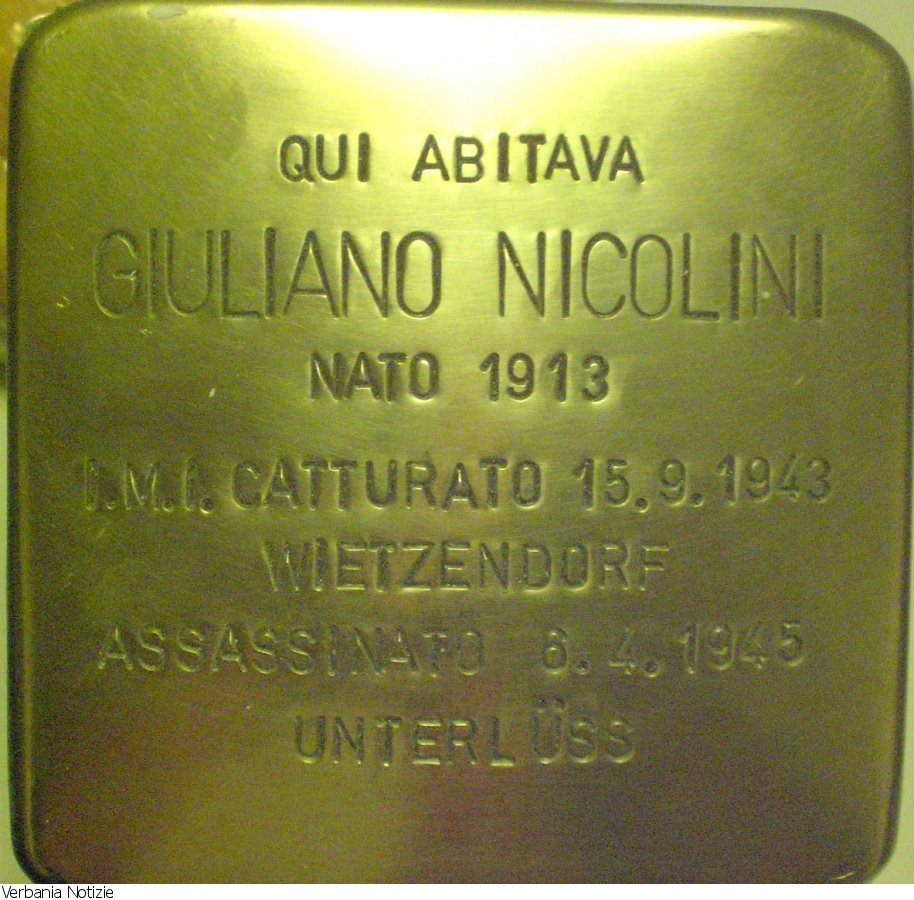 QUI ABITAVA
GIULIANO NICOLINI
NATO 1913
I.M.I. CATTURATO 15.9.1943
WIETZENDORF
ASSASSINATO 6.4.1945
UNTERLÜSS
Verbania Notizie